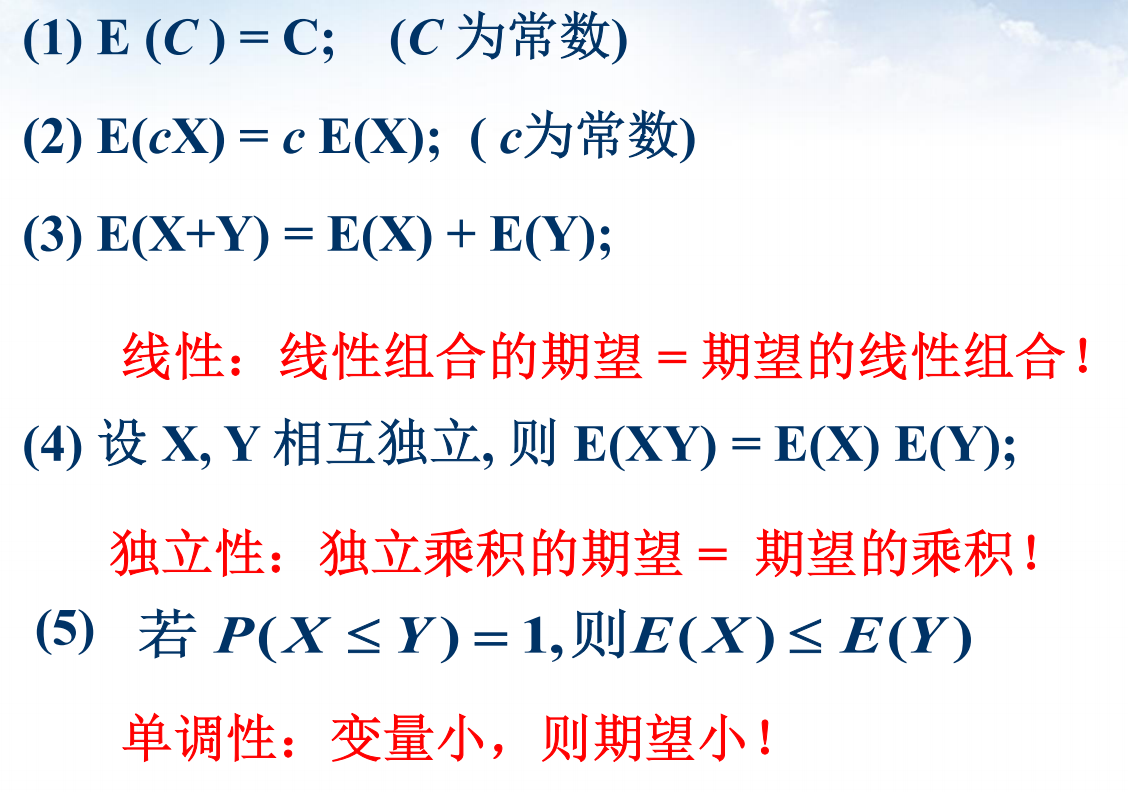 (1) E (C ) = C; (C 为常数)
(2) E(cX) = c E(X); ( c为常数)
(3) E(X+Y) = E(X) + E(Y);
线性：线性组合的期望 = 期望的线性组合！
(4) 设 X, Y 相互独立, 则 E(XY) = E(X) E(Y);
独立性：独立乘积的期望 = 期望的乘积！
(5) 若 P(X ≤ Y) = 1,则E(X) ≤ E(Y)
单调性：变量小，则期望小！